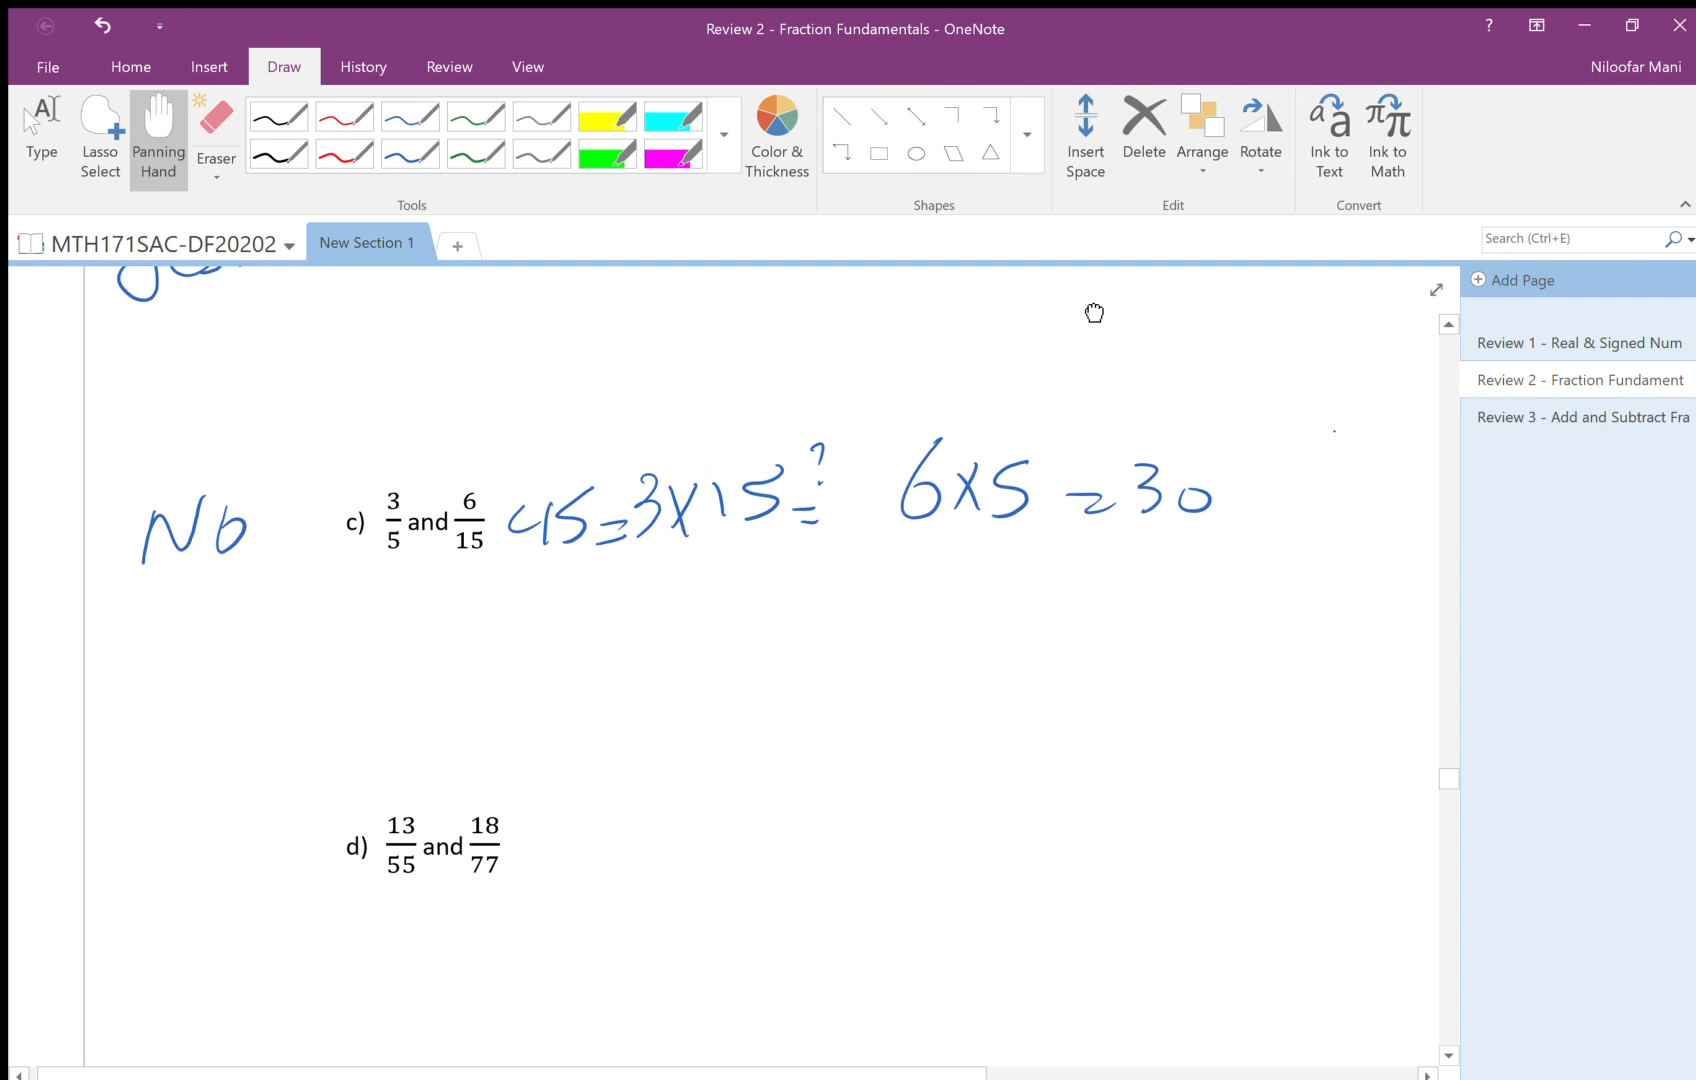 Review 2 - Fraction Fundamentals - OneNote
?
File Home Insert Draw History Review View
Niloofar Mani
Type
Lasso Select
Panning Hand
Eraser
Color & Thickness
Insert Space
Delete
Arrange
Rotate
Ink to Text
Ink to Math
Tools
Shapes
Edit
Convert
MTH171SAC-DF20202
New Section 1
Search (Ctrl+E)
Add Page
Review 1 - Real & Signed Num
Review 2 - Fraction Fundament
Review 3 - Add and Subtract Fra
No c) 3/5 and 6/15 45=3x15 =? 6x5 =30
d) 13/55 and 18/77